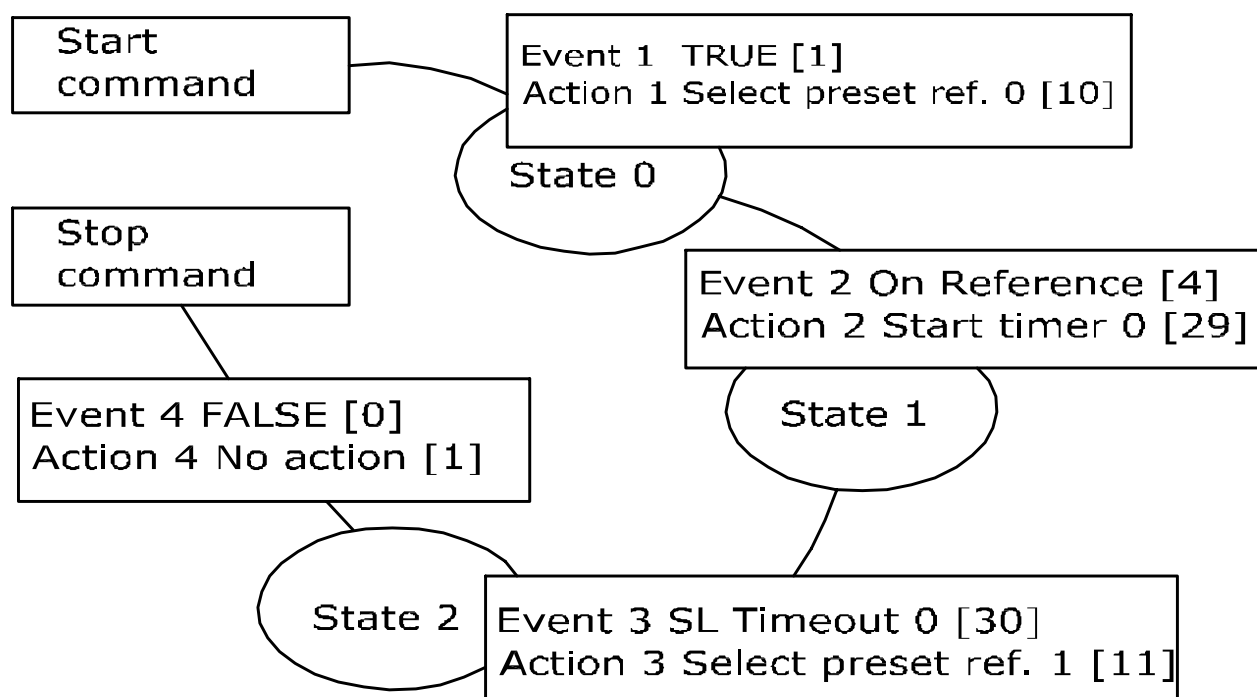 Start
command
Event 1 TRUE [1]
Action 1 Select preset ref. 0 [10]
State 0
Stop
command
Event 2 On Reference [4]
Action 2 Start timer 0 [29]
State 1
Event 4 FALSE [0]
Action 4 No action [1]
State 2
Event 3 SL Timeout 0 [30]
Action 3 Select preset ref. 1 [11]